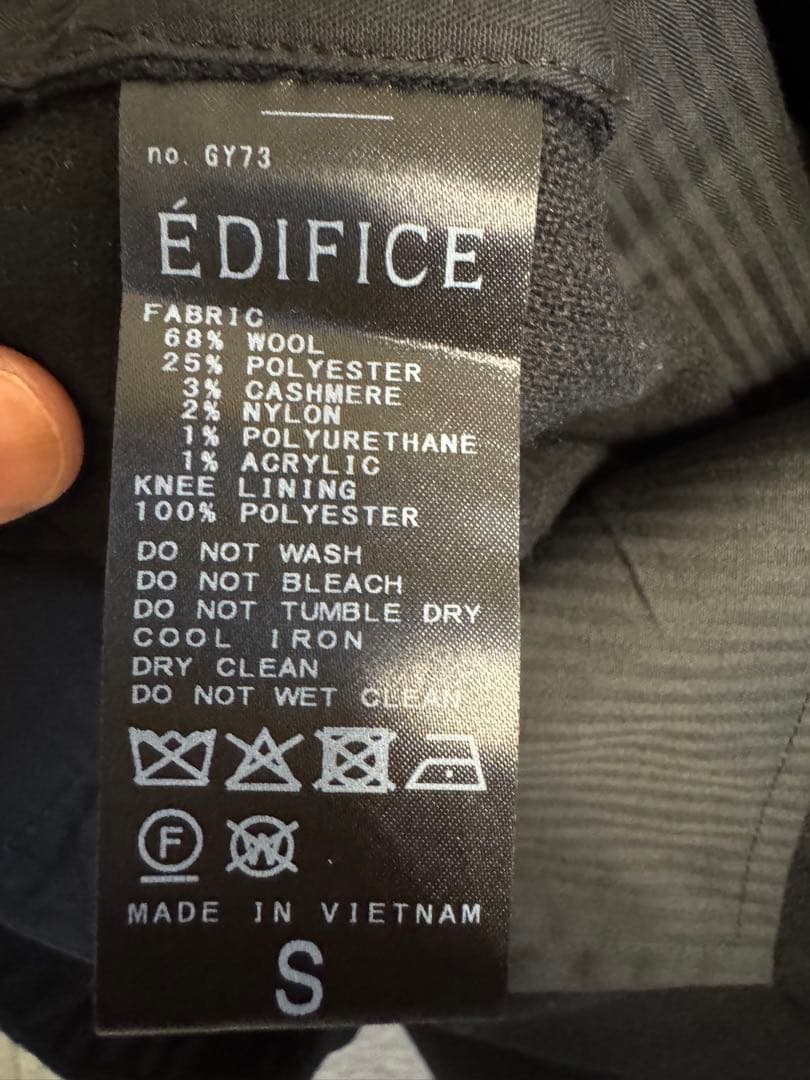 no. GY73
ÉDIFICE
FABRIC
68% WOOL
25% POLYESTER
3% CASHMERE
2% NYLON
1% POLYURETHANE
1% ACRYLIC
KNEE LINING
100% POLYESTER
DO NOT WASH
DO NOT BLEACH
DO NOT TUMBLE DRY
COOL IRON
DRY CLEAN
DO NOT WET CLEAN
F W
MADE IN VIETNAM
S